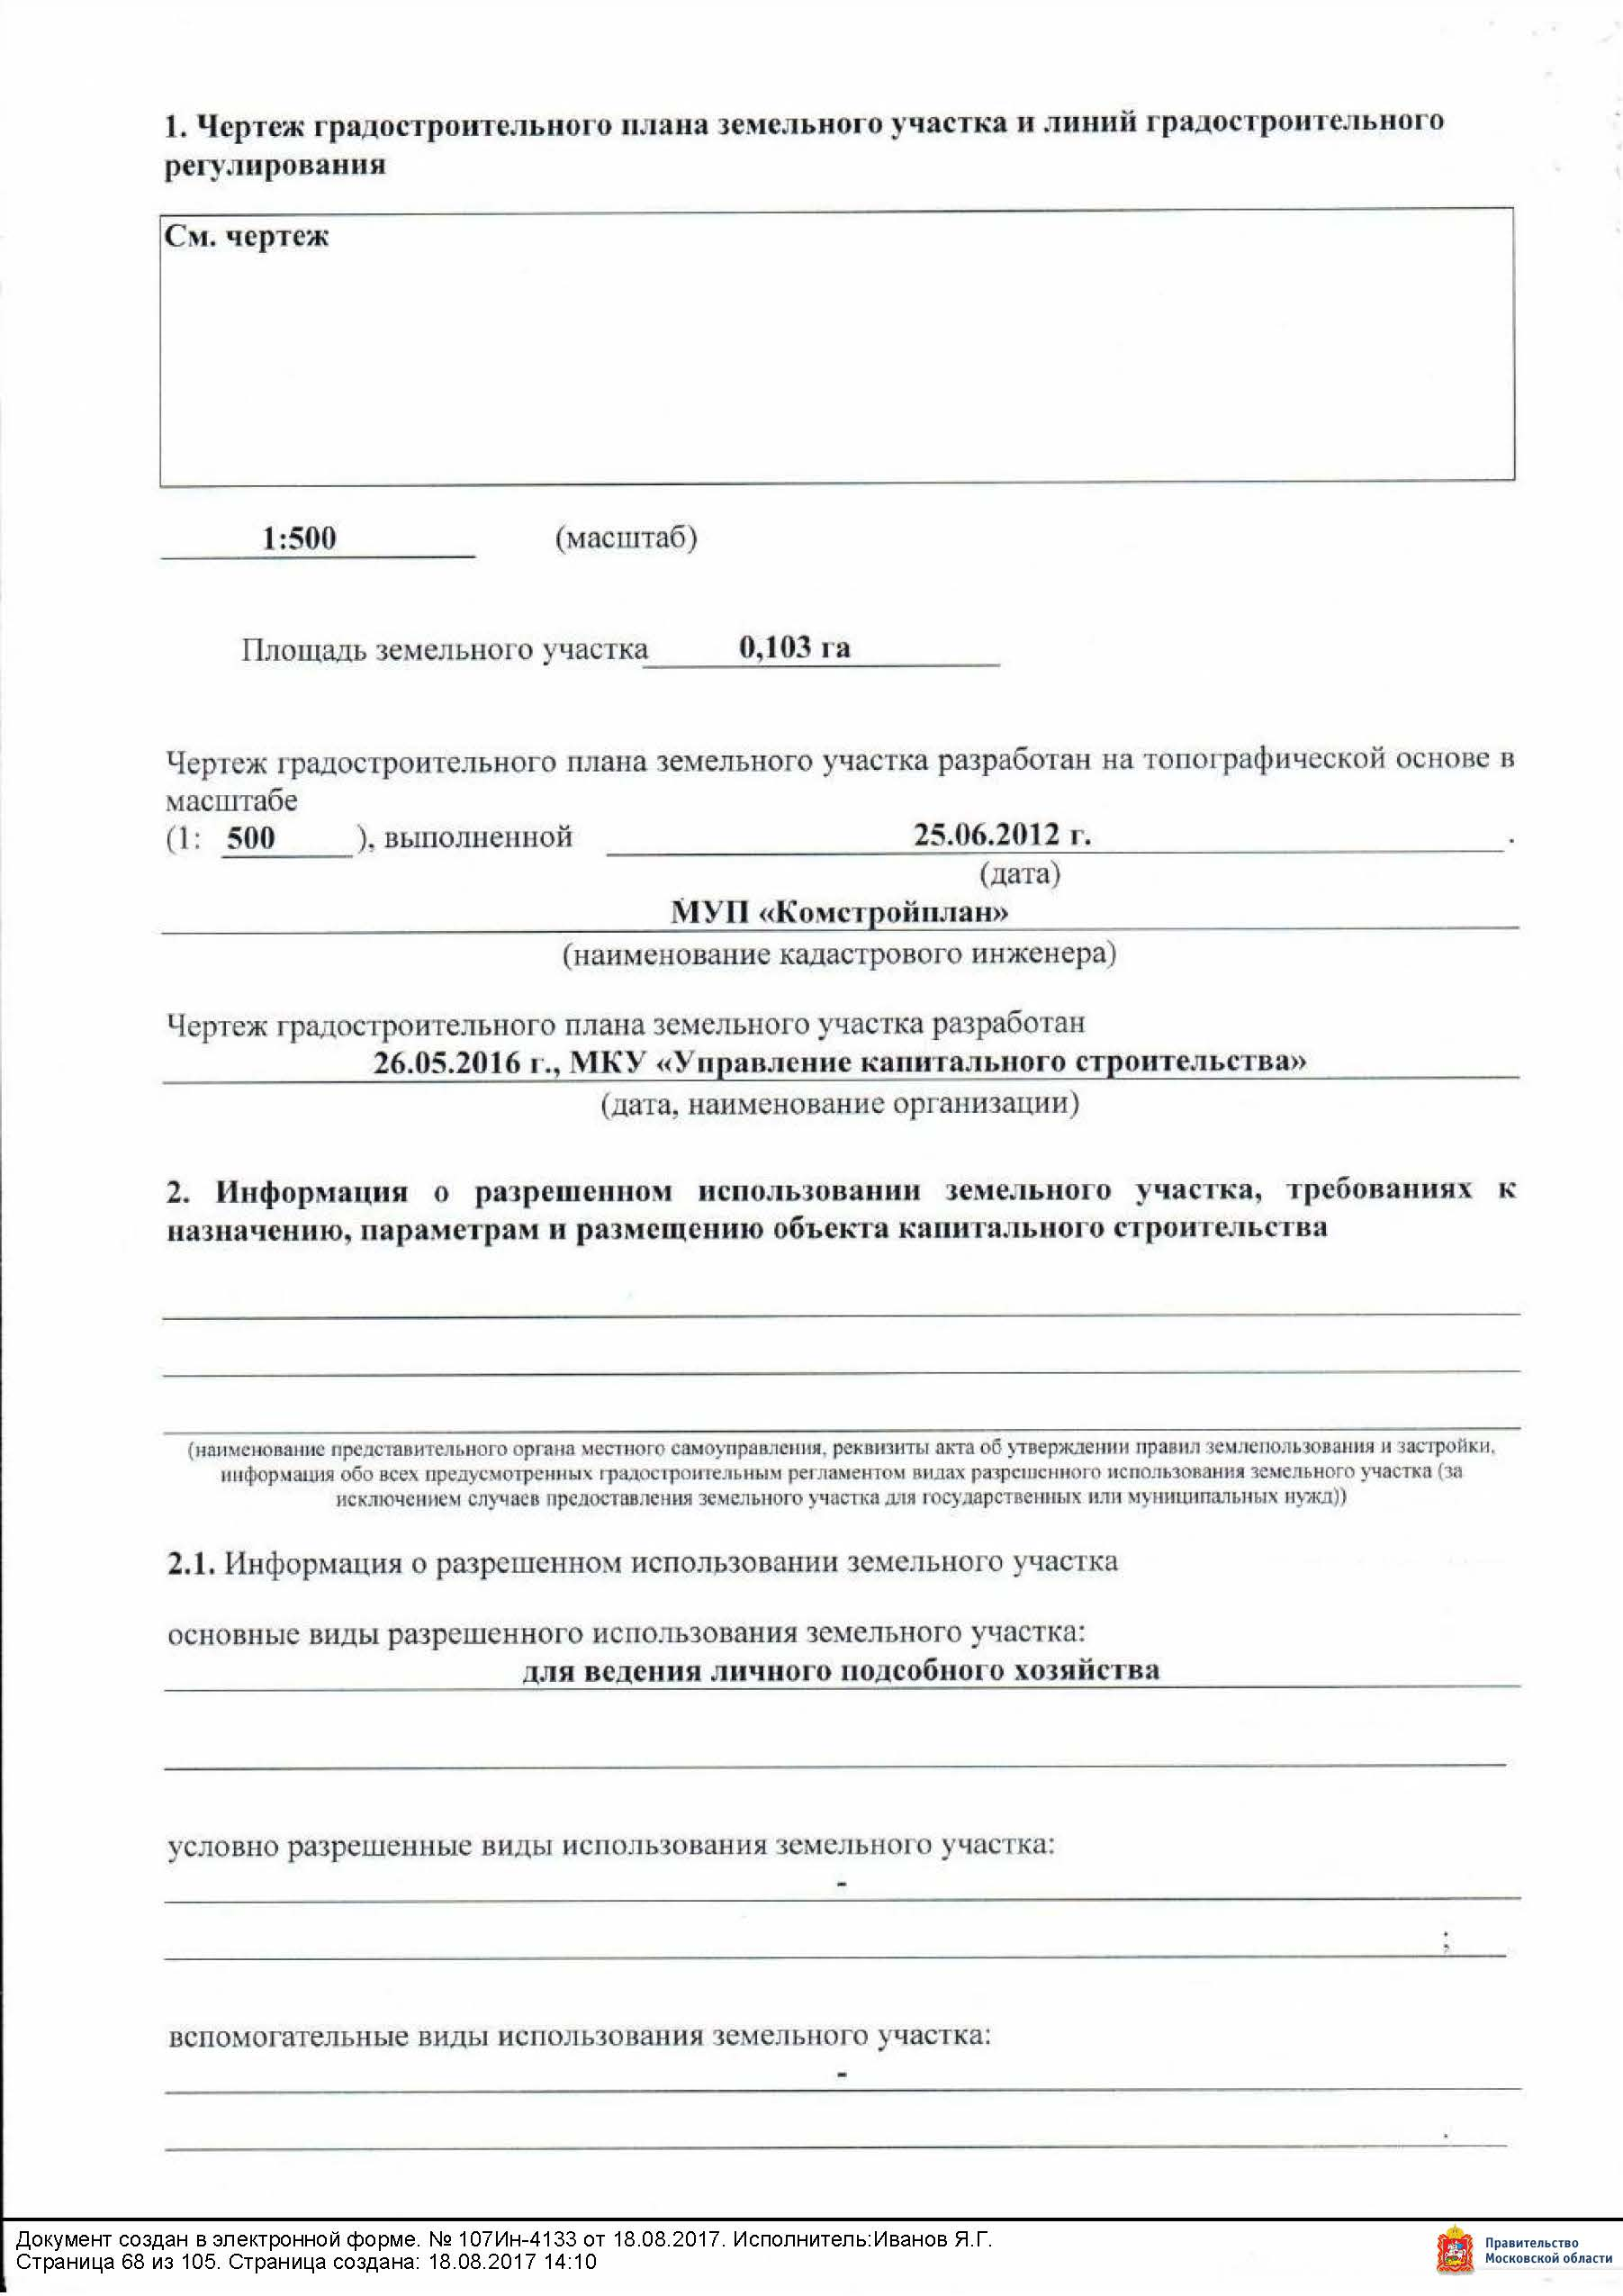 1. Чертеж градостроительного плана земельного участка и линий градостроительного
регулирования
См. чертеж
1:500 (масштаб)
Площадь земельного участка 0,103 га
Чертеж градостроительного плана земельного участка разработан на топографической основе в
масштабе
(1: 500 ), выполненной 25.06.2012 г. .
(дата)
МУП «Комстройплан»
(наименование кадастрового инженера)
Чертеж градостроительного плана земельного участка разработан
26.05.2016 г., МКУ «Управление капитального строительства»
(дата, наименование организации)
2. Информация о разрешенном использовании земельного участка, требованиях к
назначению, параметрам и размещению объекта капитального строительства
(наименование представительного органа местного самоуправления, реквизиты акта об утверждении правил землепользования и застройки,
информация обо всех предусмотренных градостроительным регламентом видах разрешенного использования земельного участка (за
исключением случаев предоставления земельного участка для государственных или муниципальных нужд))
2.1. Информация о разрешенном использовании земельного участка
основные виды разрешенного использования земельного участка:
для ведения личного подсобного хозяйства
условно разрешенные виды использования земельного участка:
-
;
вспомогательные виды использования земельного участка:
-
.
Документ создан в электронной форме. № 107Ин-4133 от 18.08.2017. Исполнитель:Иванов Я.Г.
Страница 68 из 105. Страница создана: 18.08.2017 14:10
Правительство
Московской области